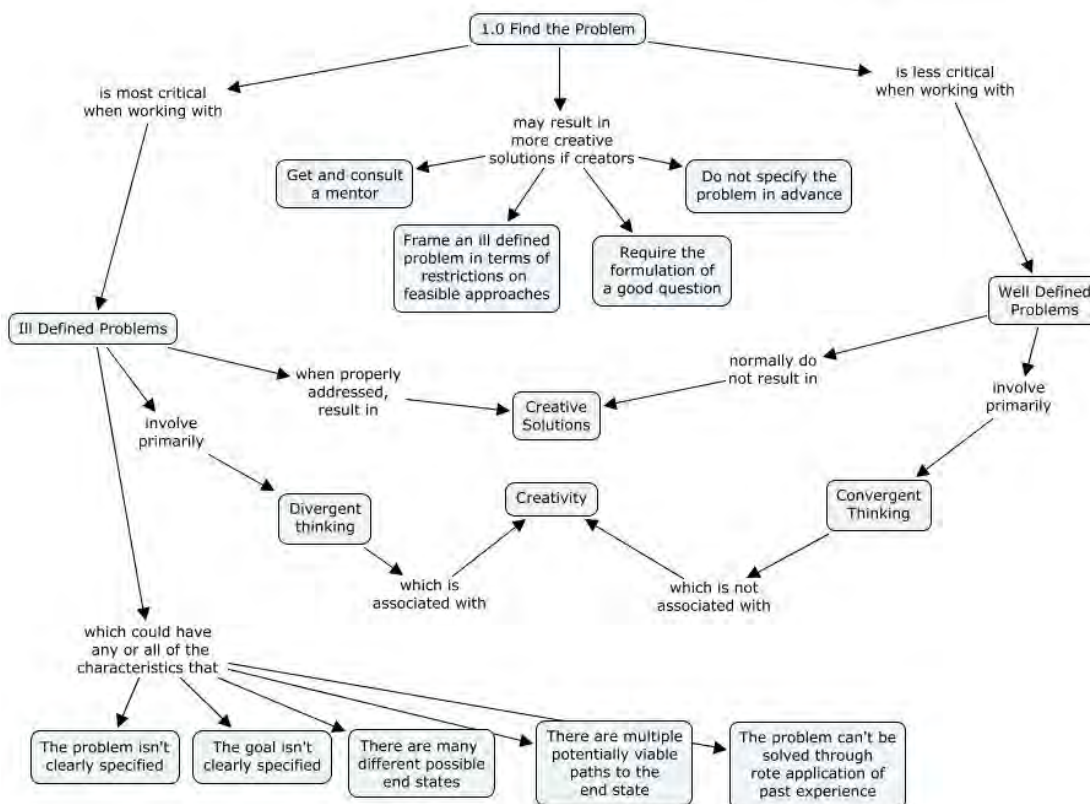 1.0 Find the Problem
is most critical
when working with
is less critical
when working with
may result in
more creative
solutions if creators
Get and consult
a mentor
Do not specify the
problem in advance
Frame an ill defined
problem in terms of
restrictions on
feasible approaches
Require the
formulation of
a good question
Ill Defined Problems
Well Defined
Problems
when properly
addressed,
result in
normally do
not result in
Creative
Solutions
involve
primarily
involve
primarily
Divergent
thinking
Creativity
Convergent
Thinking
which is
associated with
which is not
associated with
which could have
any or all of the
characteristics that
The problem isn't
clearly specified
The goal isn't
clearly specified
There are many
different possible
end states
There are multiple
potentially viable
paths to the
end state
The problem can't be
solved through
rote application of
past experience